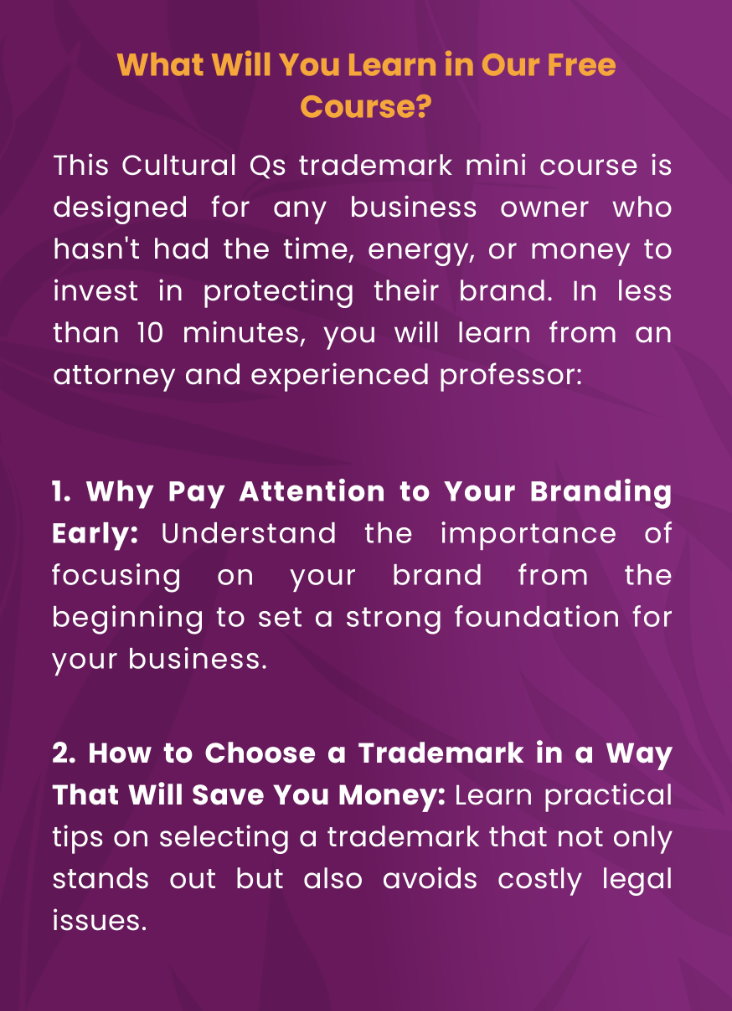 What Will You Learn in Our Free
Course?
This Cultural Qs trademark mini course is
designed for any business owner who
hasn't had the time, energy, or money to
invest in protecting their brand. In less
than 10 minutes, you will learn from an
attorney and experienced professor:
1. Why Pay Attention to Your Branding
Early: Understand the importance of
focusing on your brand from the
beginning to set a strong foundation for
your business.
2. How to Choose a Trademark in a Way
That Will Save You Money: Learn practical
tips on selecting a trademark that not only
stands out but also avoids costly legal
issues.